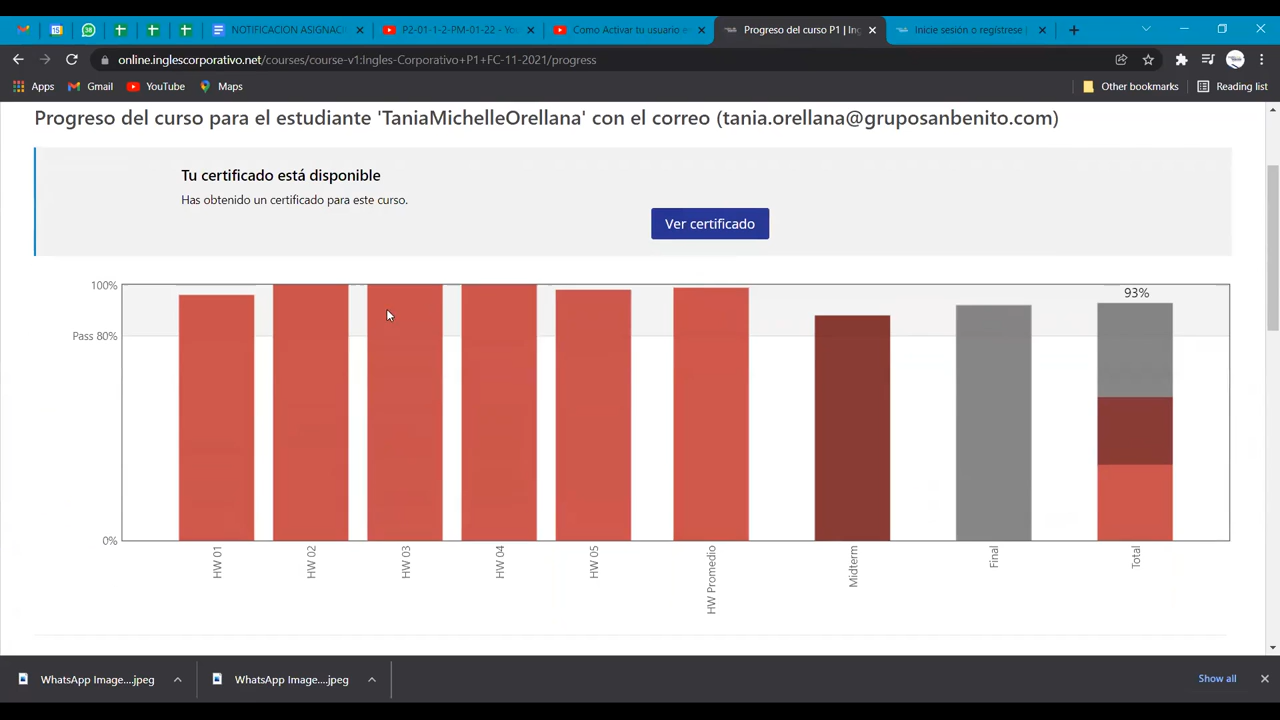 NOTIFICACION ASIGNACI
P2-01-1-2-PM-01-22 - You
Como Activar tu usuario e
Progreso del curso P1 | Ing
Inicie sesión o regístrese |
online.inglescorporativo.net/courses/course-v1:Ingles-Corporativo+P1+FC-11-2021/progress
Apps
Gmail
YouTube
Maps
Other bookmarks
Reading list
Progreso del curso para el estudiante 'TaniaMichelleOrellana' con el correo (tania.orellana@gruposanbenito.com)
Tu certificado está disponible
Has obtenido un certificado para este curso.
Ver certificado
100%
Pass 80%
0%
93%
HW 01
HW 02
HW 03
HW 04
HW 05
HW Promedio
Midterm
Final
Total
WhatsApp Image....jpeg
WhatsApp Image....jpeg
Show all